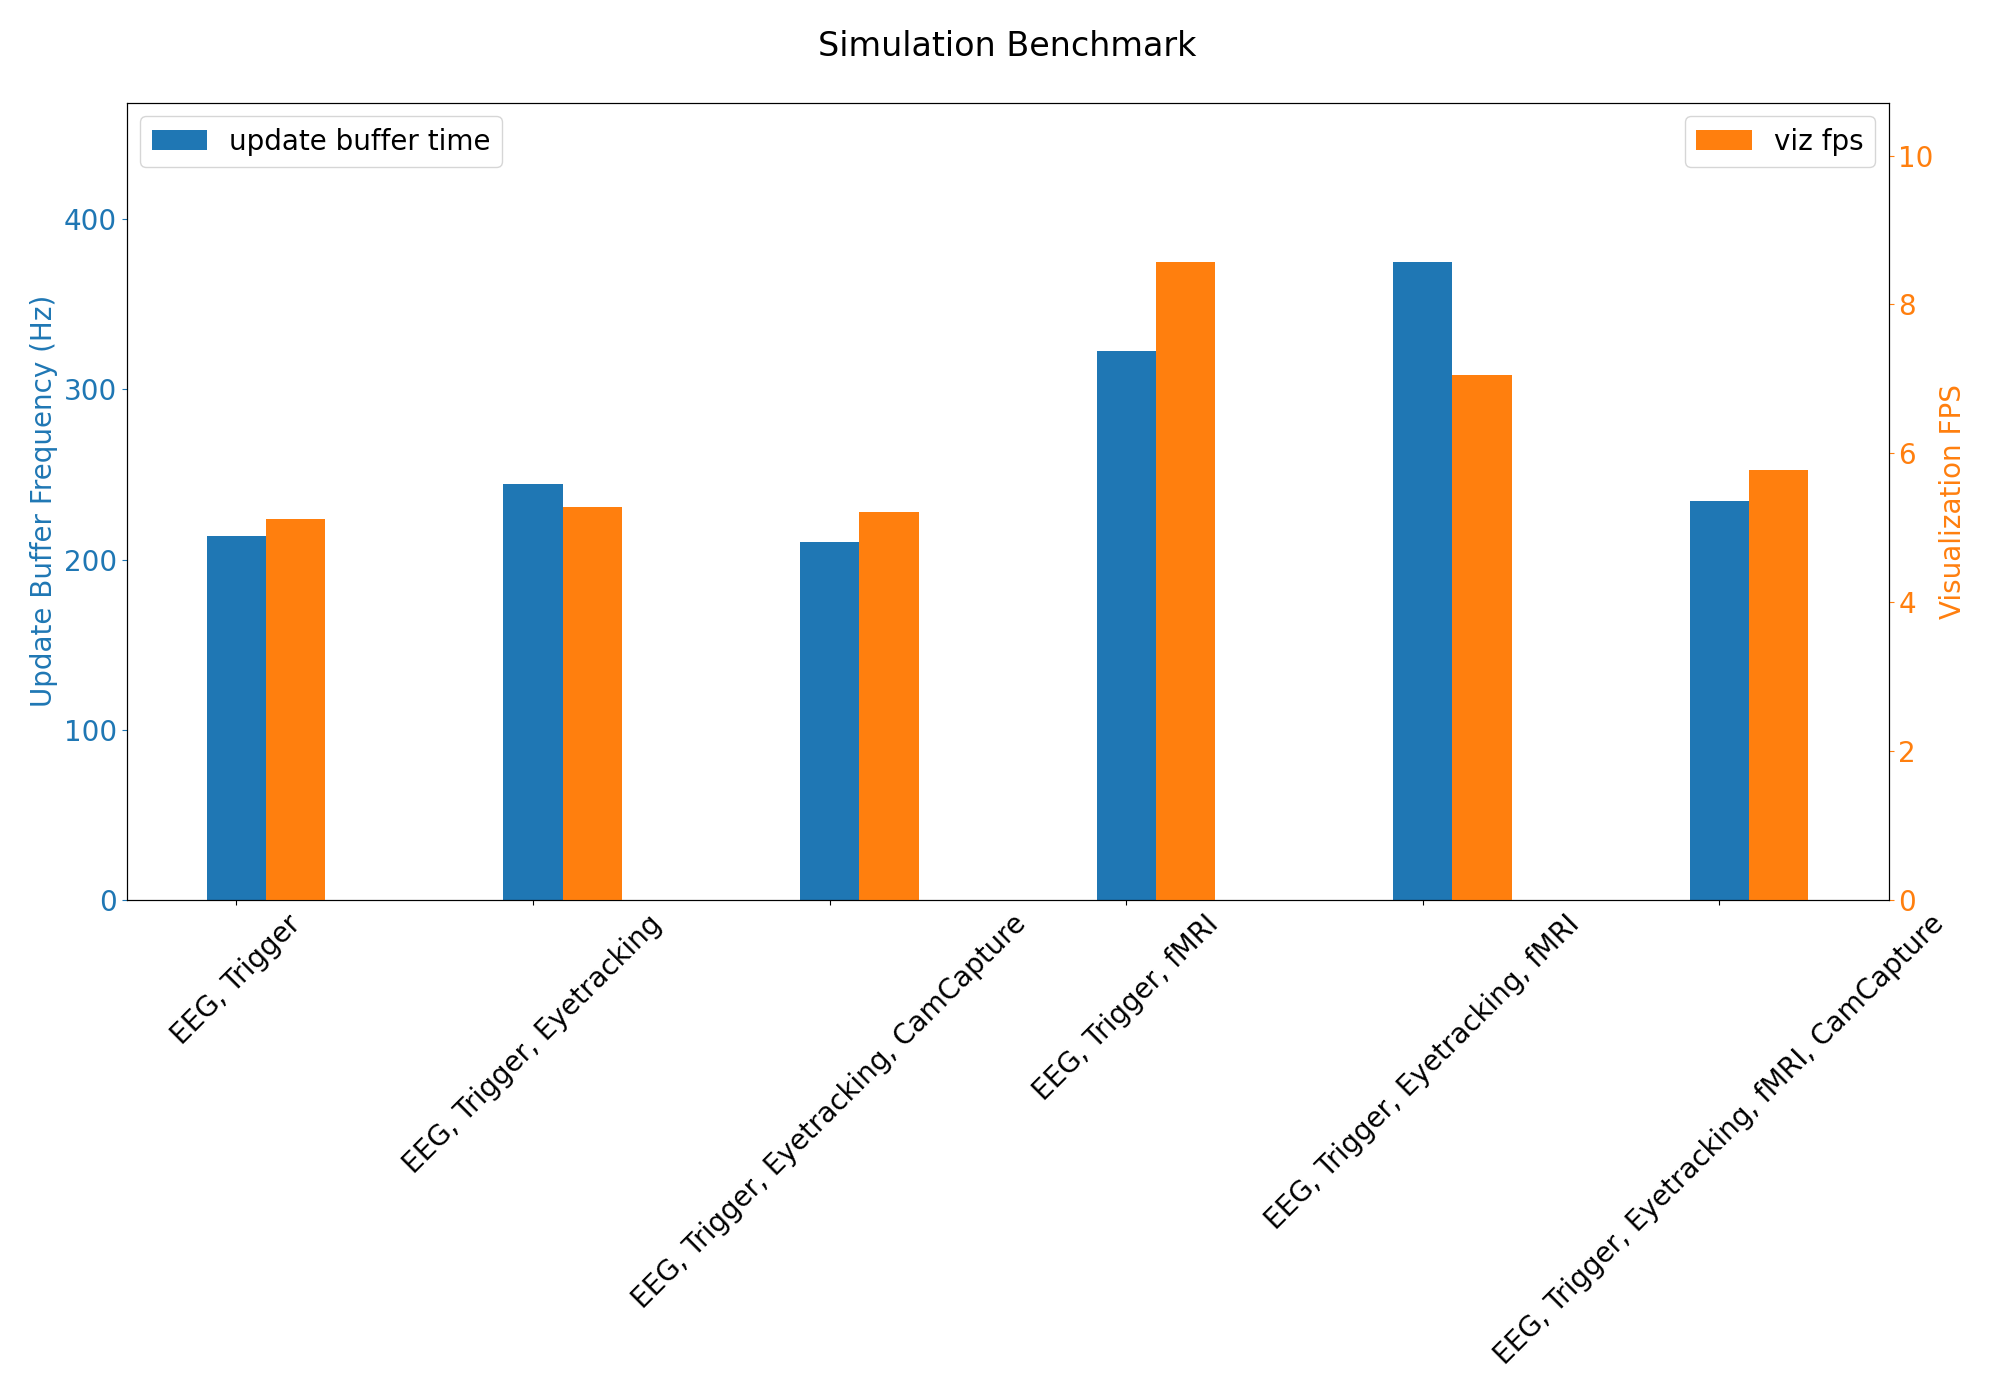 Simulation Benchmark
update buffer time
viz fps
Update Buffer Frequency (Hz)
400
300
200
100
0
10
8
6
4
2
0
Visualization FPS
EEG, Trigger
EEG, Trigger, Eyetracking
EEG, Trigger, Eyetracking, CamCapture
EEG, Trigger, fMRI
EEG, Trigger, Eyetracking, fMRI
EEG, Trigger, Eyetracking, fMRI, CamCapture